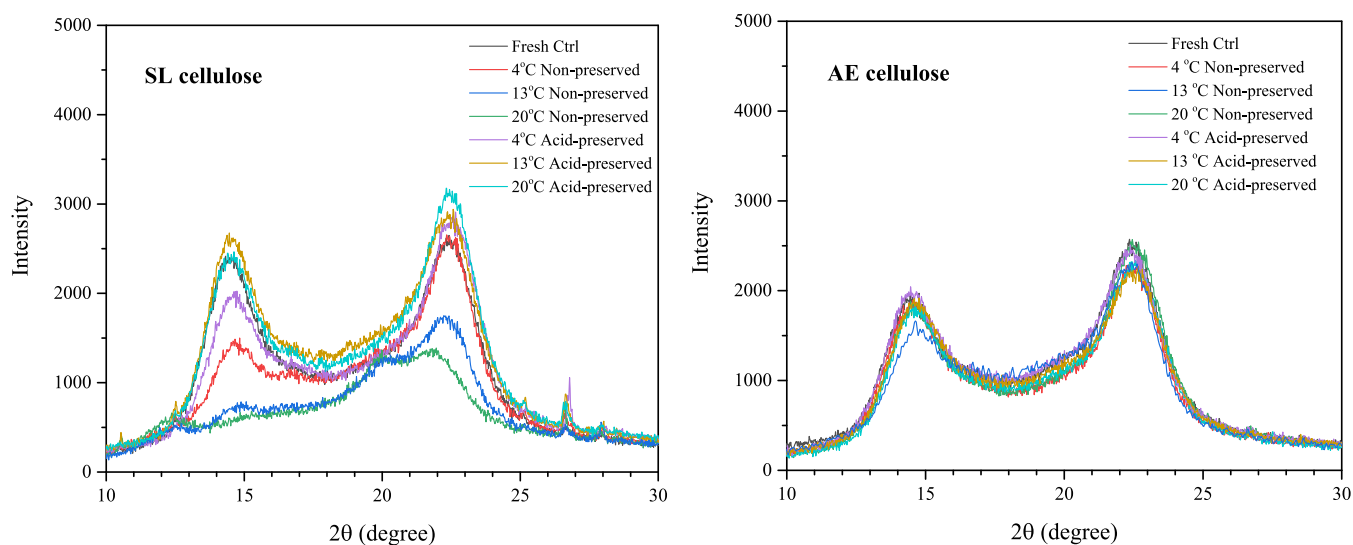 SL cellulose
Fresh Ctrl
4°C Non-preserved
13°C Non-preserved
20°C Non-preserved
4°C Acid-preserved
13°C Acid-preserved
20°C Acid-preserved
5000
4000
3000
2000
1000
0
Intensity
10 15 20 25 30
2θ (degree)
AE cellulose
Fresh Ctrl
4 °C Non-preserved
13 °C Non-preserved
20 °C Non-preserved
4 °C Acid-preserved
13 °C Acid-preserved
20 °C Acid-preserved
5000
4000
3000
2000
1000
0
Intensity
10 15 20 25 30
2θ (degree)